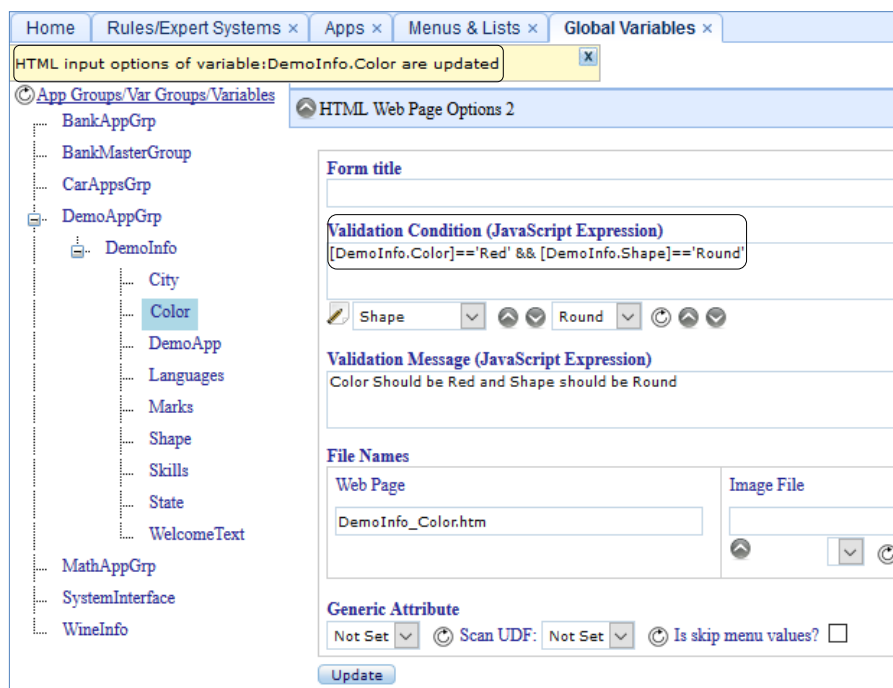 Home Rules/Expert Systems × Apps × Menus & Lists × Global Variables ×
HTML input options of variable:DemoInfo.Color are updated X
App Groups/Var Groups/Variables
BankAppGrp
BankMasterGroup
CarAppsGrp
DemoAppGrp
DemoInfo
City
Color
DemoApp
Languages
Marks
Shape
Skills
State
WelcomeText
MathAppGrp
SystemInterface
WineInfo
HTML Web Page Options 2
Form title
Validation Condition (JavaScript Expression)
[DemoInfo.Color]=='Red' && [DemoInfo.Shape]=='Round'
Shape Round
Validation Message (JavaScript Expression)
Color Should be Red and Shape should be Round
File Names
Web Page Image File
DemoInfo_Color.htm
Generic Attribute
Not Set Scan UDF: Not Set Is skip menu values?
Update